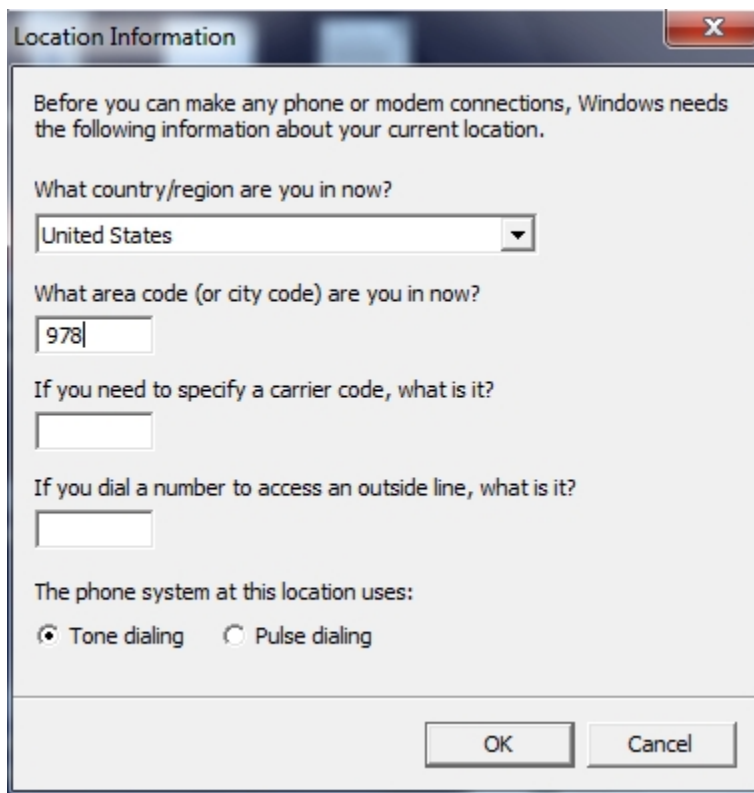 Location Information
Before you can make any phone or modem connections, Windows needs
the following information about your current location.
What country/region are you in now?
United States
What area code (or city code) are you in now?
978
If you need to specify a carrier code, what is it?
If you dial a number to access an outside line, what is it?
The phone system at this location uses:
Tone dialing Pulse dialing
OK Cancel